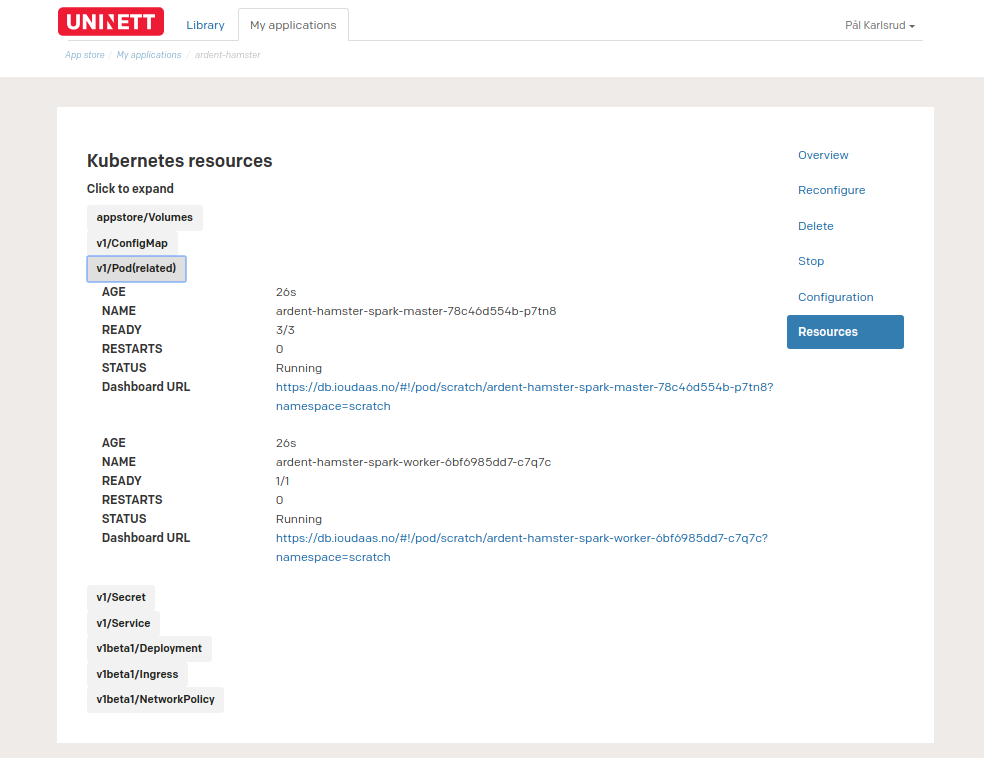 UNINETT Library My applications Pål Karlsrud
App store / My applications / ardent-hamster
Kubernetes resources
Click to expand
appstore/Volumes
v1/ConfigMap
v1/Pod(related)
AGE 26s
NAME ardent-hamster-spark-master-78c46d554b-p7tn8
READY 3/3
RESTARTS 0
STATUS Running
Dashboard URL https://db.ioudaas.no/#!/pod/scratch/ardent-hamster-spark-master-78c46d554b-p7tn8?
namespace=scratch
AGE 26s
NAME ardent-hamster-spark-worker-6bf6985dd7-c7q7c
READY 1/1
RESTARTS 0
STATUS Running
Dashboard URL https://db.ioudaas.no/#!/pod/scratch/ardent-hamster-spark-worker-6bf6985dd7-c7q7c?
namespace=scratch
v1/Secret
v1/Service
v1beta1/Deployment
v1beta1/Ingress
v1beta1/NetworkPolicy
Overview
Reconfigure
Delete
Stop
Configuration
Resources